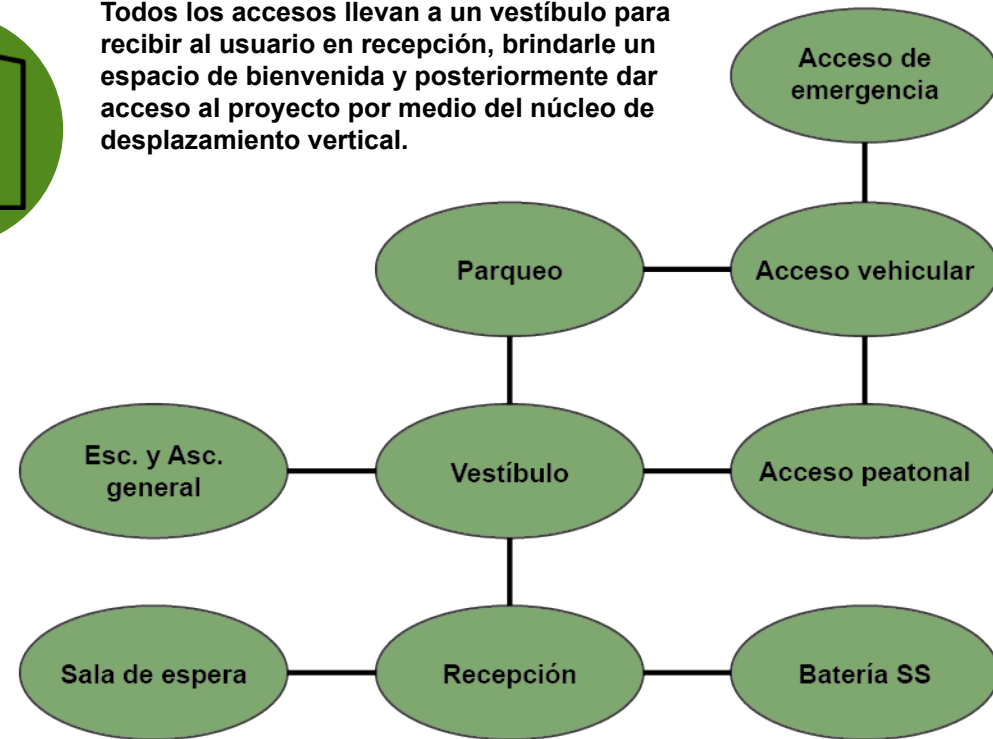 Todos los accesos llevan a un vestíbulo para
recibir al usuario en recepción, brindarle un
espacio de bienvenida y posteriormente dar
acceso al proyecto por medio del núcleo de
desplazamiento vertical.
Acceso de
emergencia
Parqueo
Acceso vehicular
Esc. y Asc.
general
Vestíbulo
Acceso peatonal
Sala de espera
Recepción
Batería SS